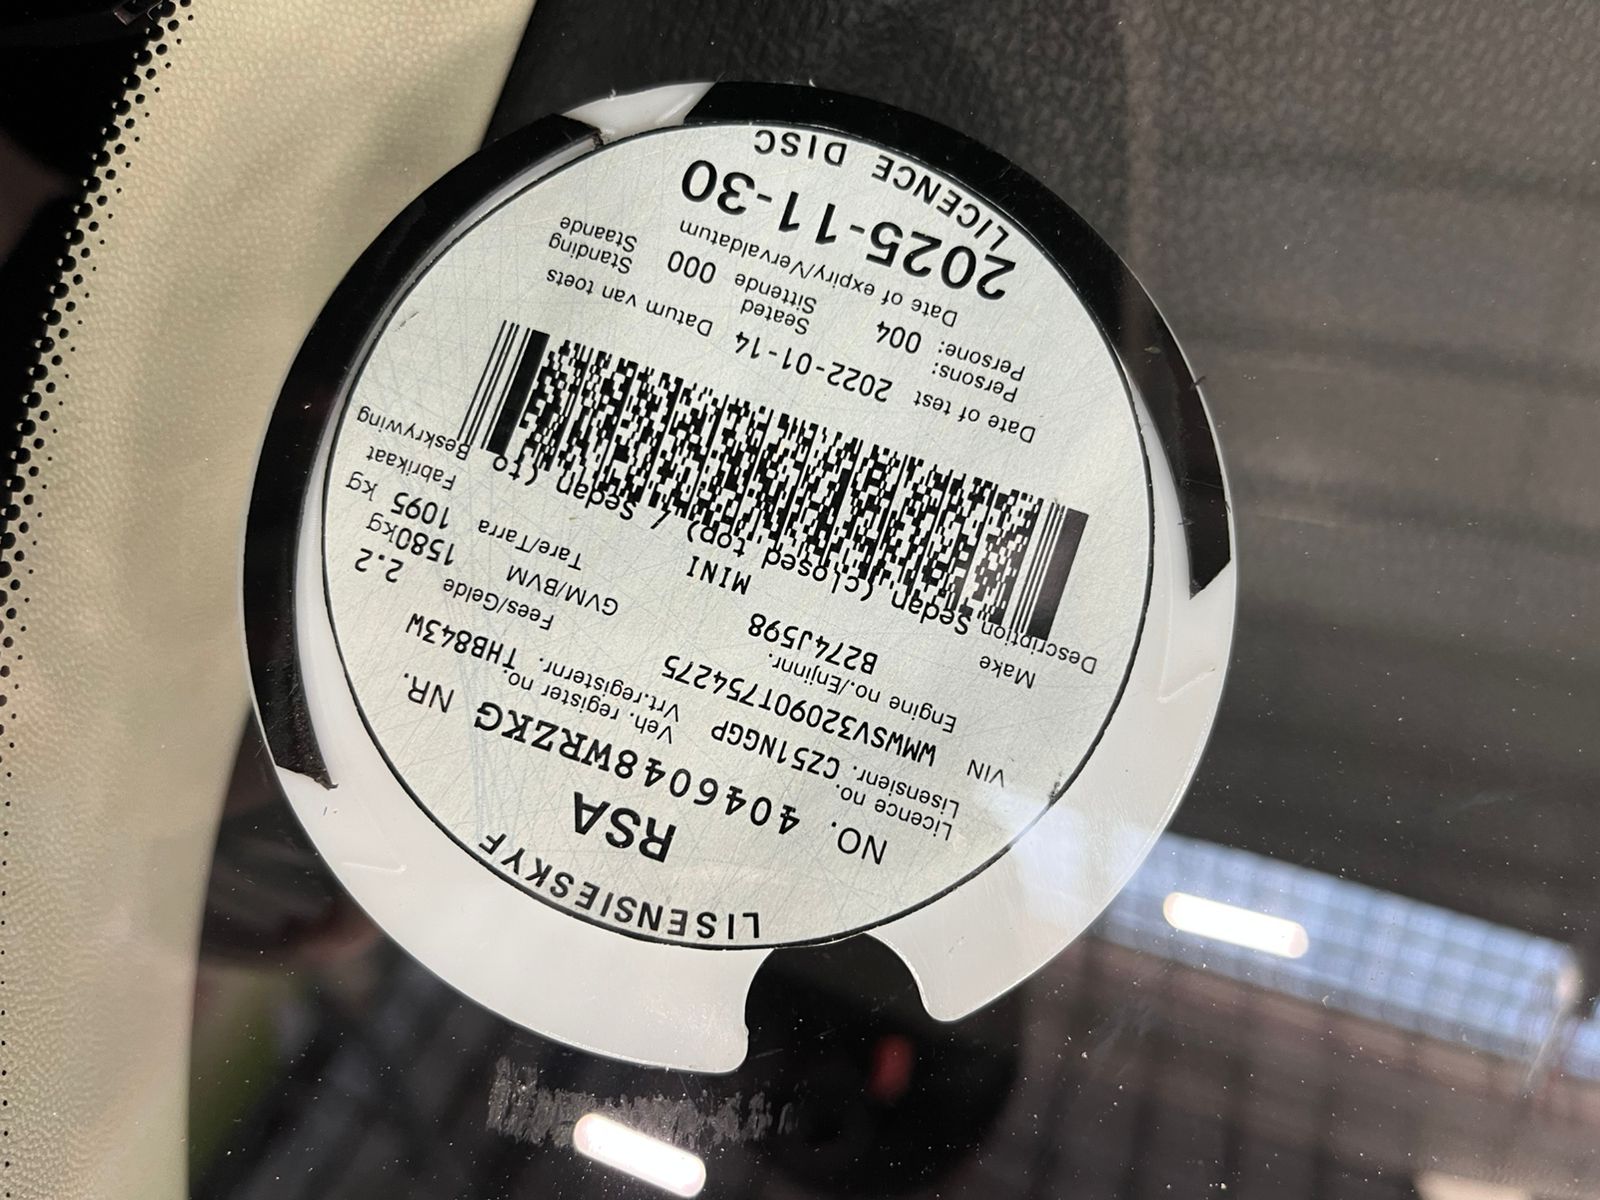 LISENSIESKYF
RSA
NO. 4046048WRZKG NR.
Licence no. Veh. register no.
Lisensienr. CZ51NGGP Vrt.registernr. THB843W
VIN WMWSV32090T754275 Fees/Gelde 2.2
Engine no./Enjinnr. B274J598 GVM/BVM 1580kg
Make MINI Tare/Tarra 1095 kg
Fabrikaat
Description Sedan (closed top) / Sedan (to Beskrywing
Date of test 2022-01-14 Datum van toets
Persons: 004 Seated 000 Standing
Persone: Sittende Staande
Date of expiry/Vervaldatum
2025-11-30
LICENCE DISC